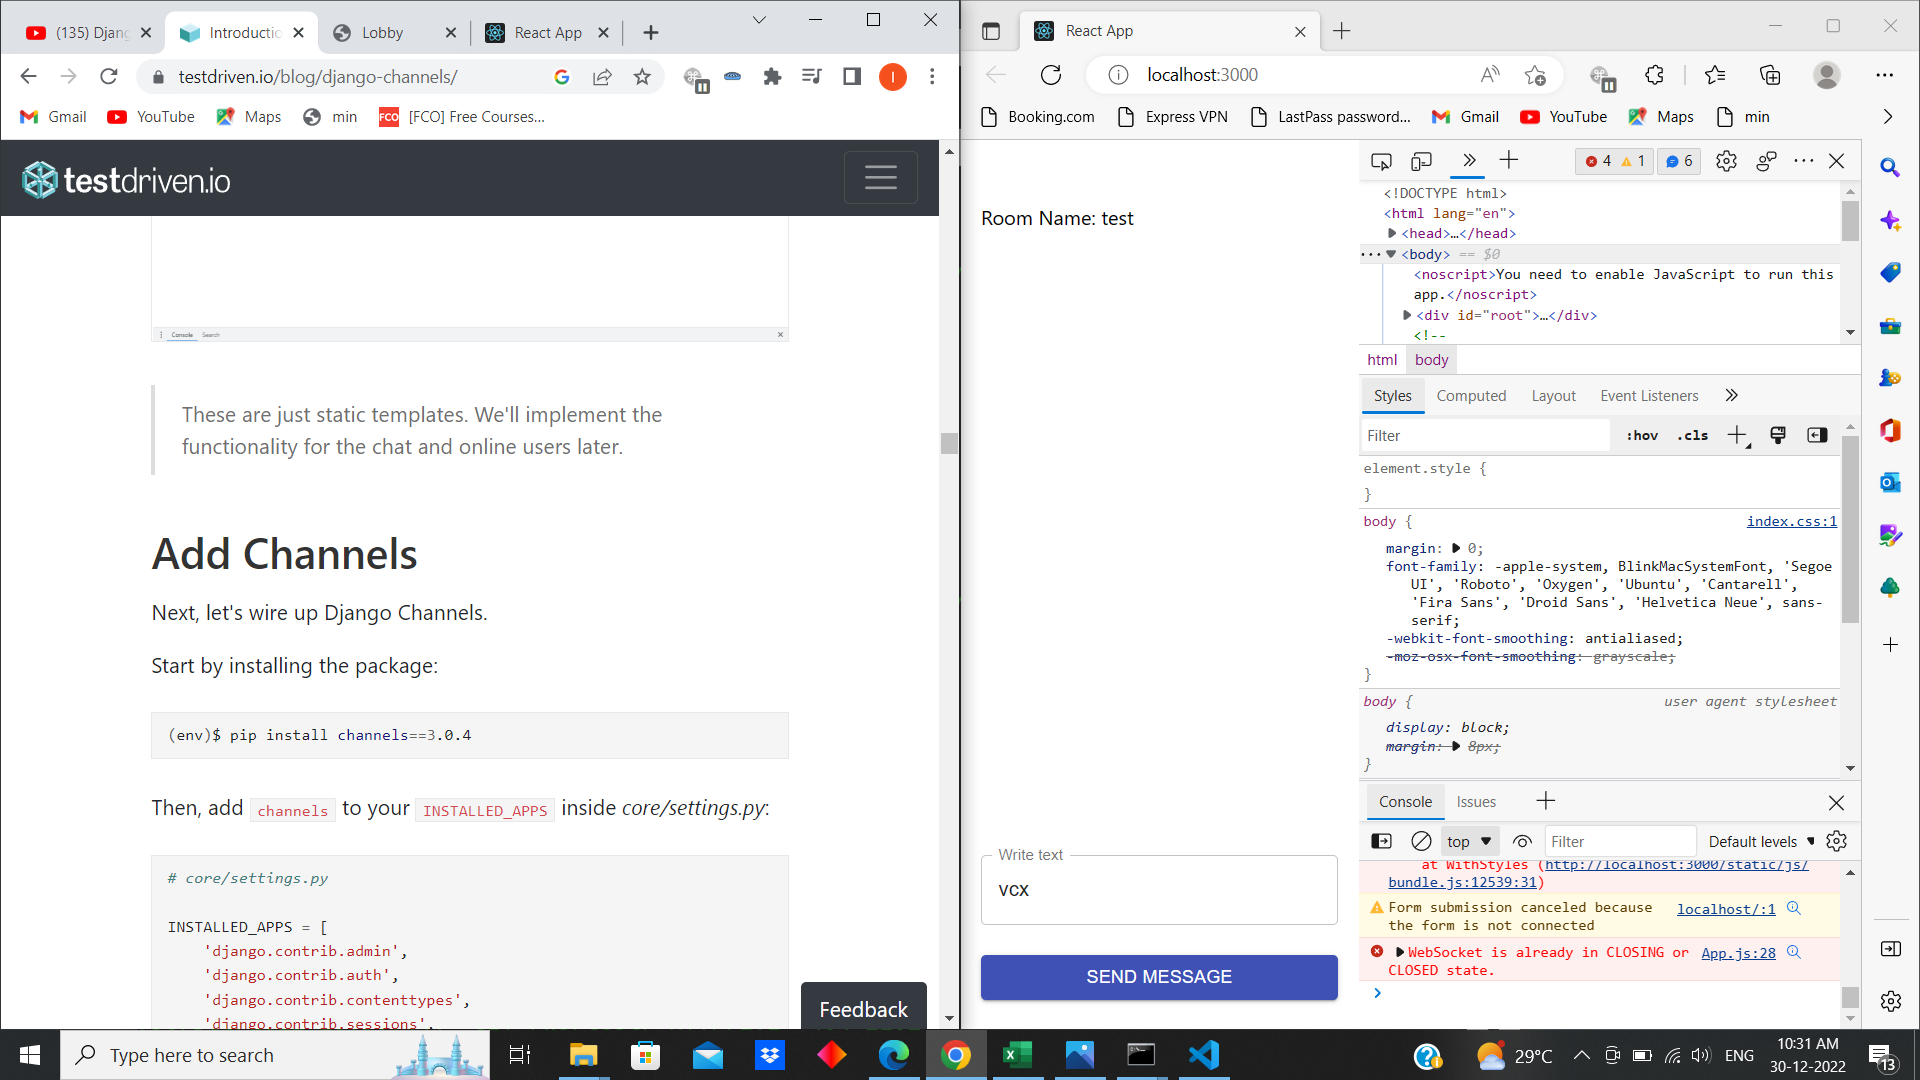 (135) Djang
Introductio
Lobby
React App
testdriven.io/blog/django-channels/
Gmail
YouTube
Maps
min
FCO
[FCO] Free Courses...
testdriven.io
Console
Search
These are just static templates. We'll implement the
functionality for the chat and online users later.
Add Channels
Next, let's wire up Django Channels.
Start by installing the package:
(env)$ pip install channels==3.0.4
Then, add channels to your INSTALLED_APPS inside core/settings.py:
# core/settings.py
INSTALLED_APPS = [
'django.contrib.admin',
'django.contrib.auth',
'django.contrib.contenttypes',
'django.contrib.sessions',
Feedback
React App
localhost:3000
Booking.com
Express VPN
LastPass password...
Gmail
YouTube
Maps
min
Room Name: test
Write text
vcx
SEND MESSAGE
4 1 6
<!DOCTYPE html>
<html lang="en">
<head>…</head>
<body> == $0
<noscript>You need to enable JavaScript to run this
app.</noscript>
<div id="root">…</div>
<!--
html body
Styles Computed Layout Event Listeners
Filter :hov .cls
element.style {
}
body { index.css:1
margin: 0;
font-family: -apple-system, BlinkMacSystemFont, 'Segoe
UI', 'Roboto', 'Oxygen', 'Ubuntu', 'Cantarell',
'Fira Sans', 'Droid Sans', 'Helvetica Neue', sans-
serif;
-webkit-font-smoothing: antialiased;
-moz-osx-font-smoothing: grayscale;
}
body { user agent stylesheet
display: block;
margin: 8px;
}
Console Issues
top Filter Default levels
at WithStyles (http://localhost:3000/static/js/
bundle.js:12539:31)
Form submission canceled because localhost/:1
the form is not connected
WebSocket is already in CLOSING or App.js:28
CLOSED state.
Type here to search
29°C
ENG
10:31 AM
30-12-2022
13